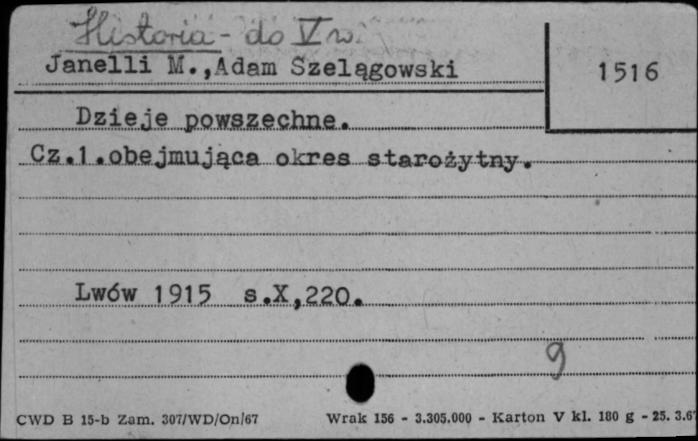 Historia - do V w.
Janelli M.,Adam Szelągowski
1516
Dzieje powszechne.
Cz.1.obejmująca okres starożytny.
Lwów 1915 s.X,220.
9
CWD B 15-b Zam. 307/WD/On/67 Wrak 156 - 3.305.000 - Karton V kl. 180 g - 25. 3.67